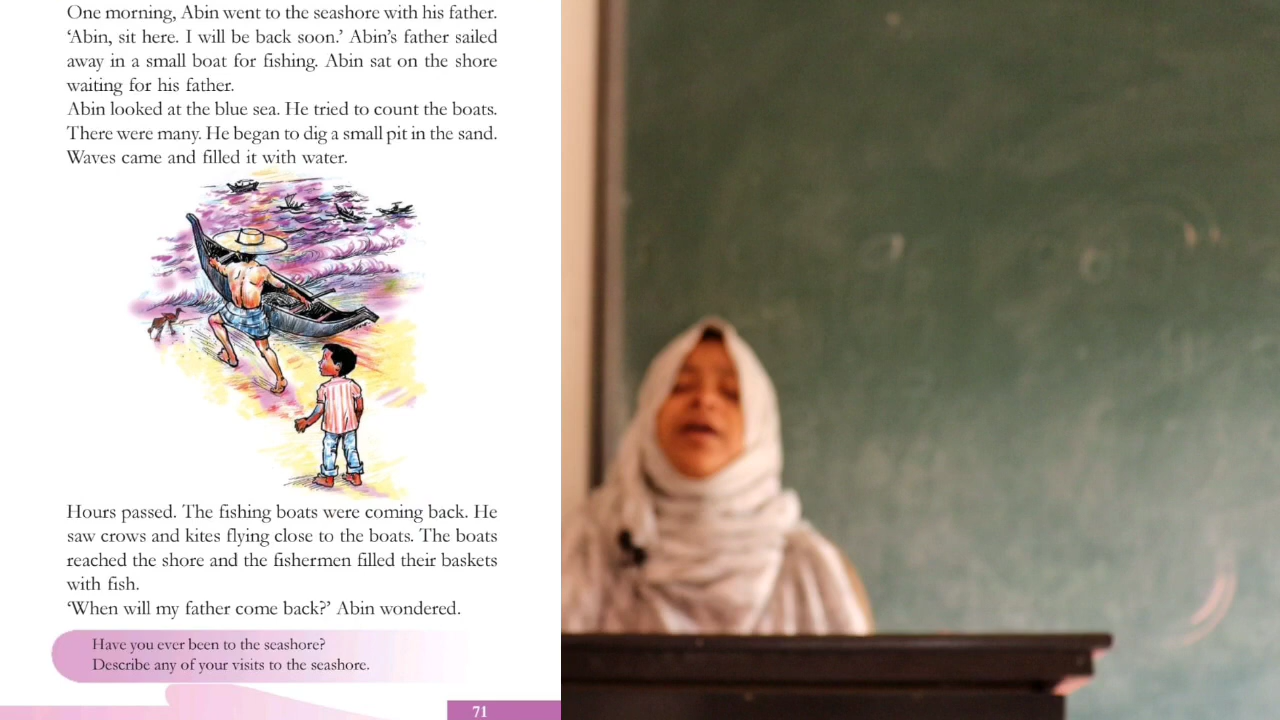 One morning, Abin went to the seashore with his father.
‘Abin, sit here. I will be back soon.’ Abin’s father sailed
away in a small boat for fishing. Abin sat on the shore
waiting for his father.
Abin looked at the blue sea. He tried to count the boats.
There were many. He began to dig a small pit in the sand.
Waves came and filled it with water.
Hours passed. The fishing boats were coming back. He
saw crows and kites flying close to the boats. The boats
reached the shore and the fishermen filled their baskets
with fish.
‘When will my father come back?’ Abin wondered.
Have you ever been to the seashore?
Describe any of your visits to the seashore.
71